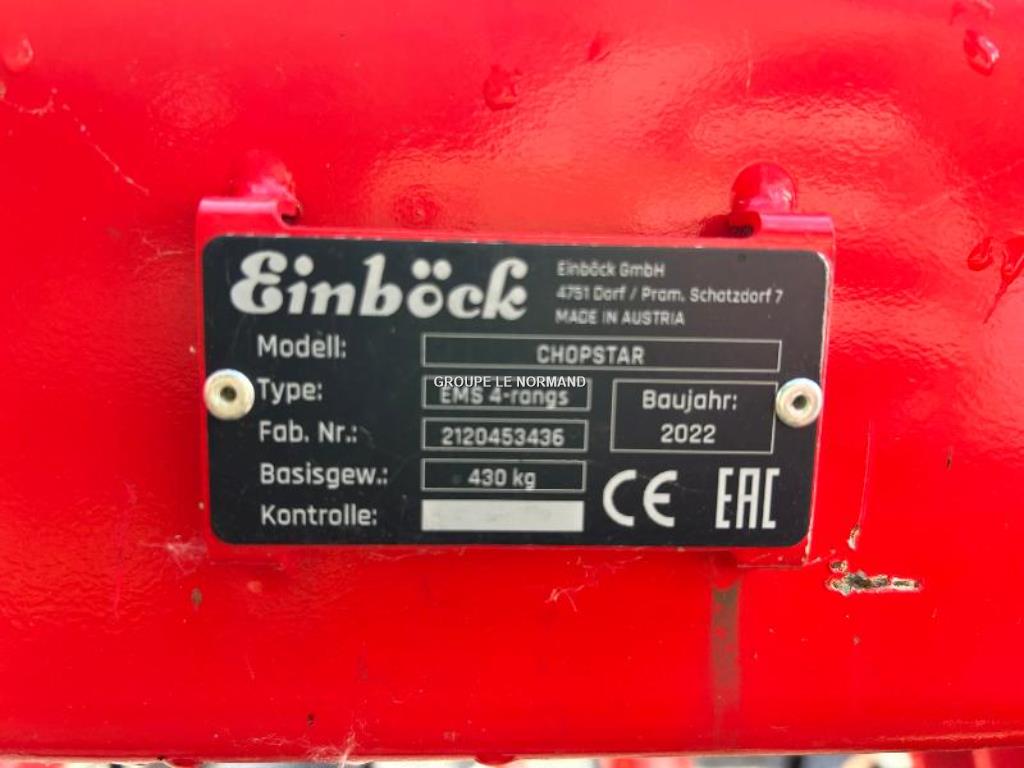 Einböck
Einböck GmbH
4751 Dorf / Pram, Schatzdorf 7
MADE IN AUSTRIA
Modell: CHOPSTAR
GROUPE LE NORMAND
Type: EMS 4-rangs
Baujahr:
2022
Fab. Nr.: 2120453436
Basisgew.: 430 kg
Kontrolle:
CE EAC